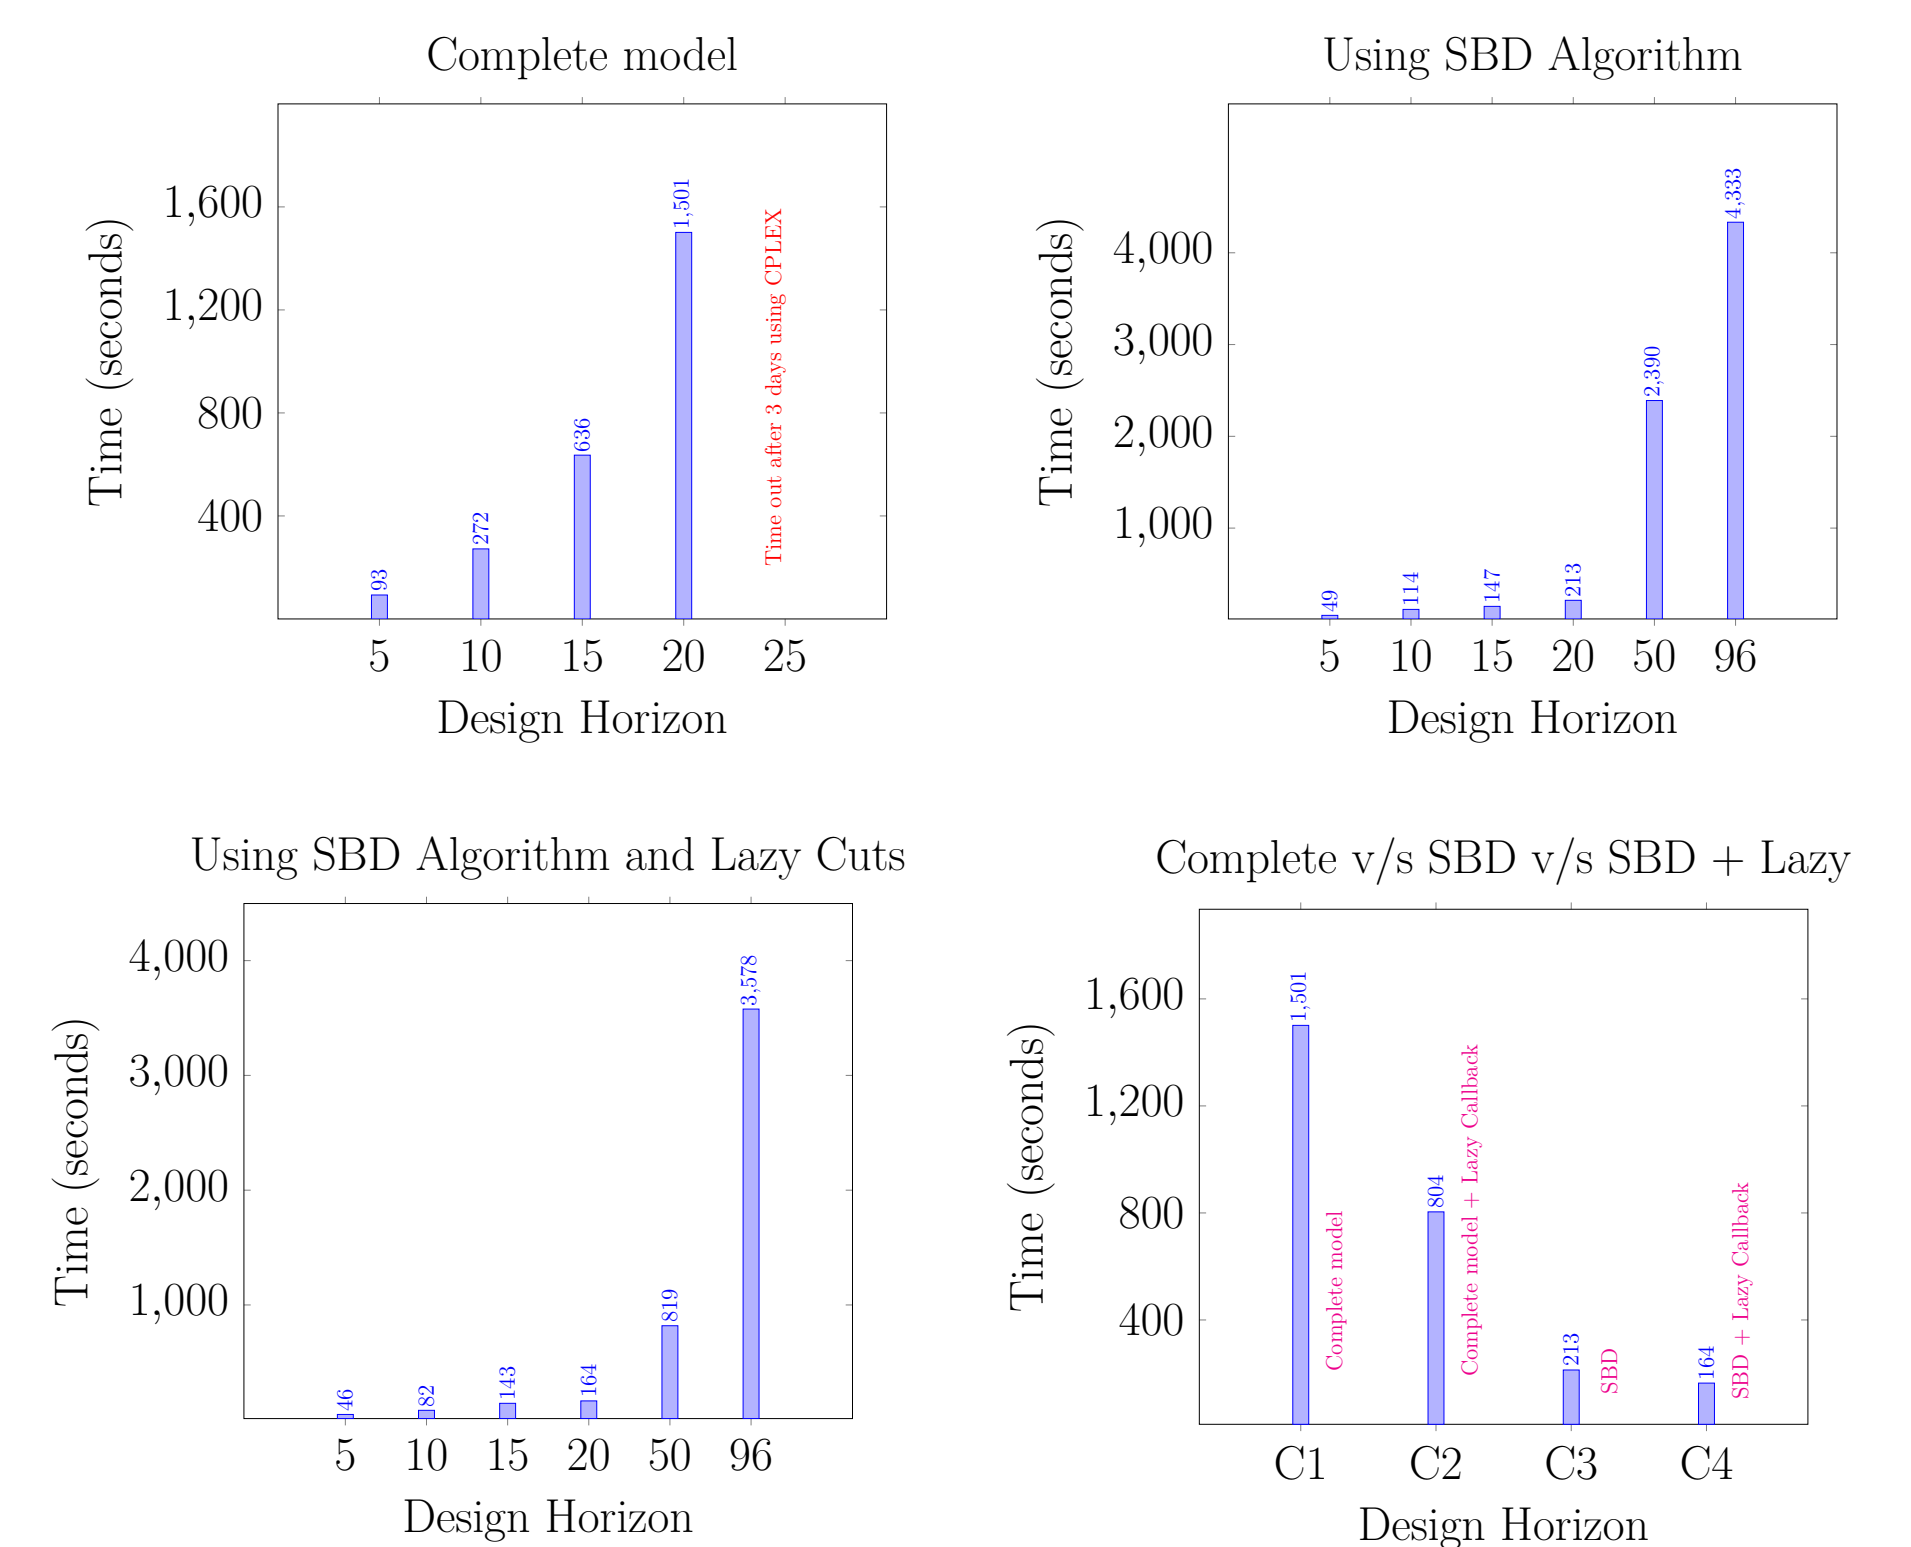 Complete model
1,600
1,200
800
400
Time (seconds)
93
272
636
1,501
Time out after 3 days using CPLEX
5 10 15 20 25
Design Horizon
Using SBD Algorithm
4,000
3,000
2,000
1,000
Time (seconds)
49
114
147
213
2,390
4,333
5 10 15 20 50 96
Design Horizon
Using SBD Algorithm and Lazy Cuts
4,000
3,000
2,000
1,000
Time (seconds)
46
82
143
164
819
3,578
5 10 15 20 50 96
Design Horizon
Complete v/s SBD v/s SBD + Lazy
1,600
1,200
800
400
Time (seconds)
1,501
Complete model
804
Complete model + Lazy Callback
213
SBD
164
SBD + Lazy Callback
C1 C2 C3 C4
Design Horizon